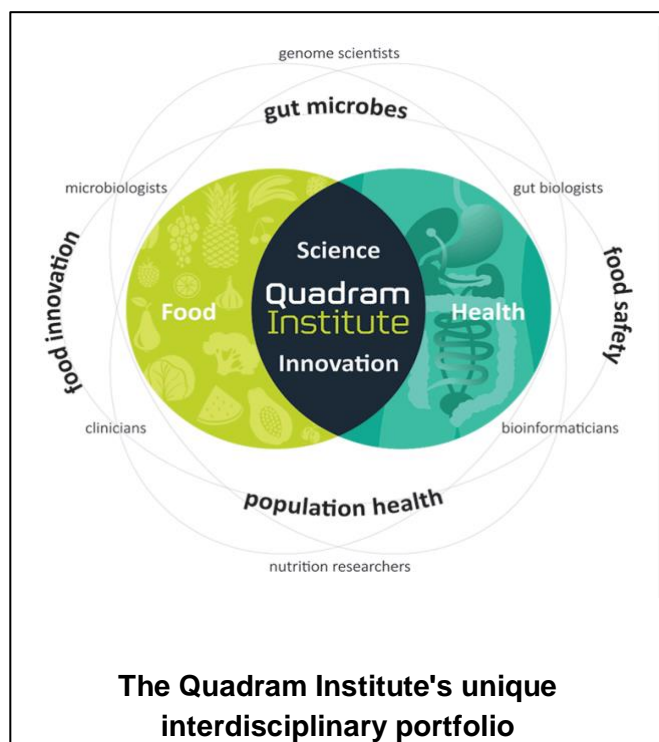 genome scientists
gut microbes
microbiologists
gut biologists
food innovation
food safety
Science
Food
Quadram
Institute
Health
Innovation
clinicians
bioinformaticians
population health
nutrition researchers
The Quadram Institute's unique
interdisciplinary portfolio